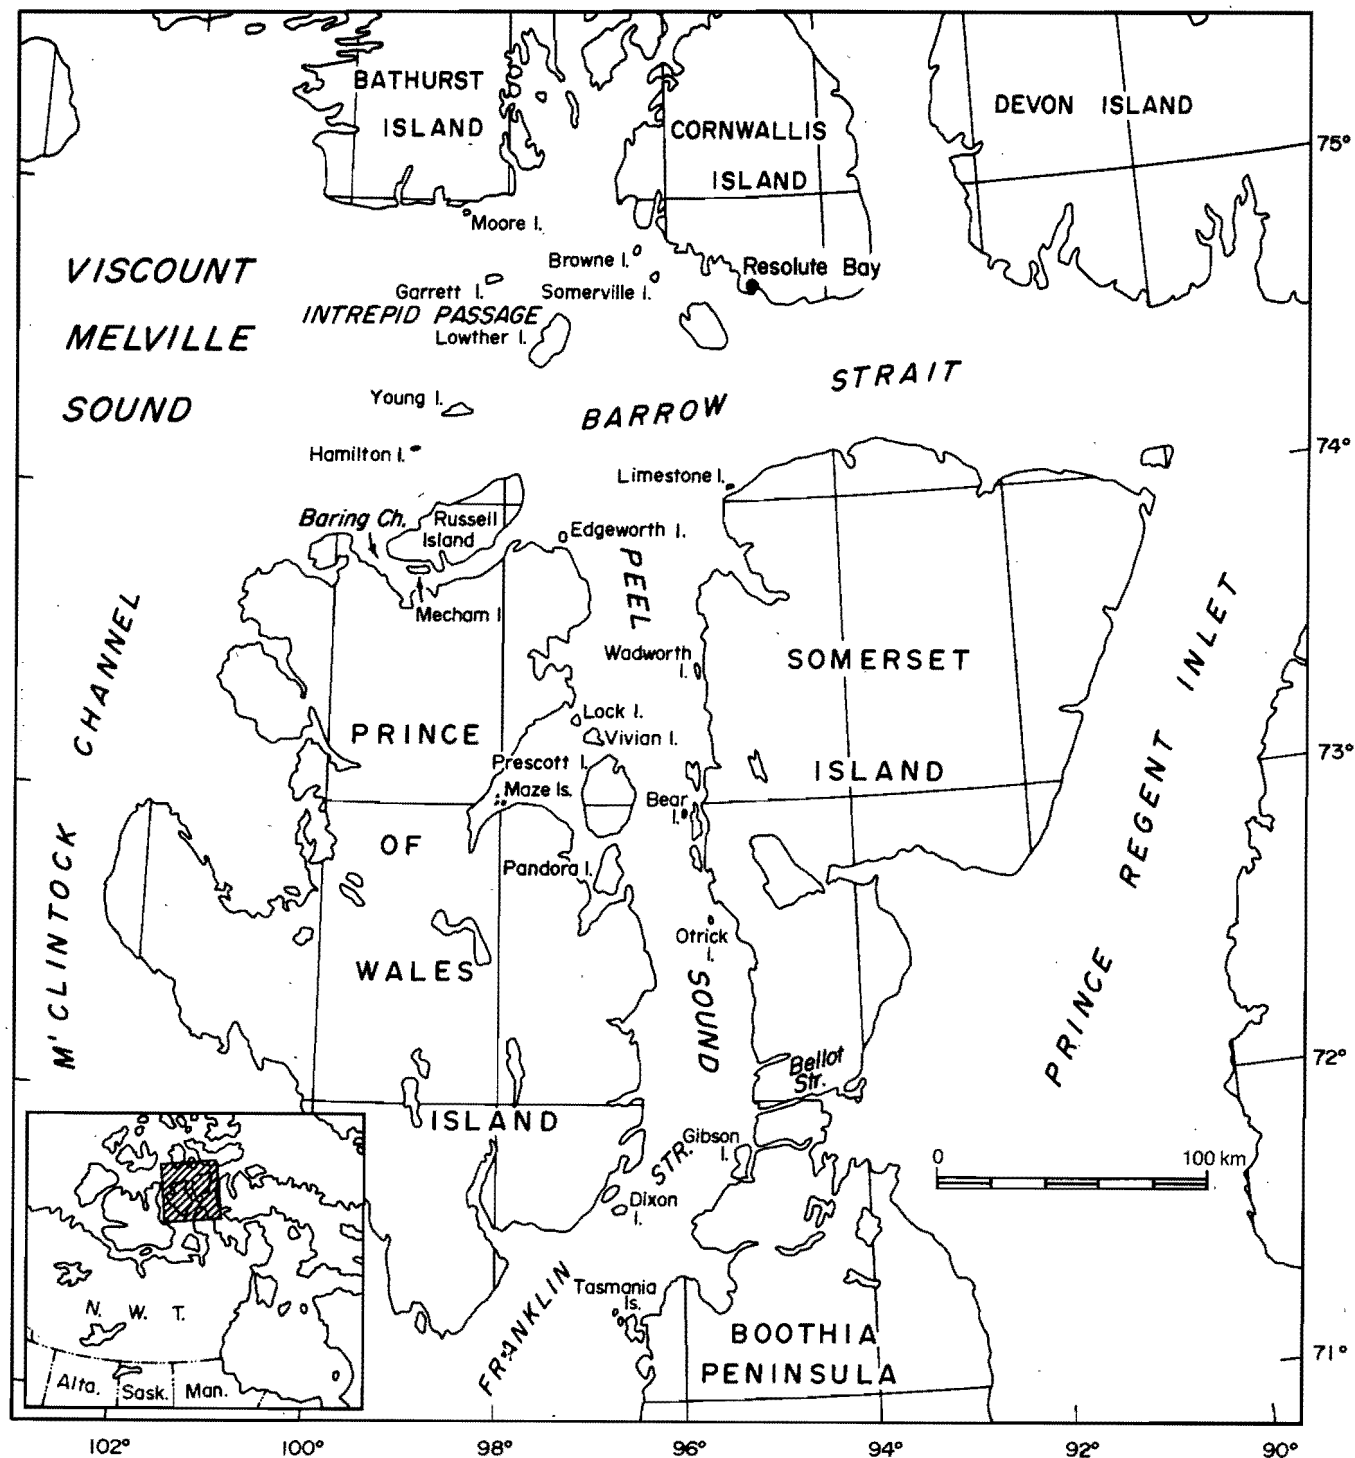 BATHURST
ISLAND
CORNWALLIS
ISLAND
DEVON ISLAND
75°
Moore I.
Browne I.
Resolute Bay
VISCOUNT
MELVILLE
SOUND
Garrett I.
Somerville I.
INTREPID PASSAGE
Lowther I.
STRAIT
BARROW
Young I.
74°
Hamilton I.
Limestone I.
Baring Ch.
Russell
Island
Edgeworth I.
PEEL
Mecham I
CHANNEL
Wadworth
I.
SOMERSET
PRINCE REGENT INLET
Lock I.
Vivian I.
PRINCE
Prescott I.
73°
ISLAND
Maze Is.
Bear
I.
OF
M'CLINTOCK
Pandora I.
Otrick
I.
WALES
SOUND
72°
Bellot
Str.
ISLAND
Gibson
I.
STR.
0 100 km
Dixon
I.
FRANKLIN
Tasmania
Is.
N. W. T.
BOOTHIA
PENINSULA
71°
Alta. Sask. Man.
102° 100° 98° 96° 94° 92° 90°